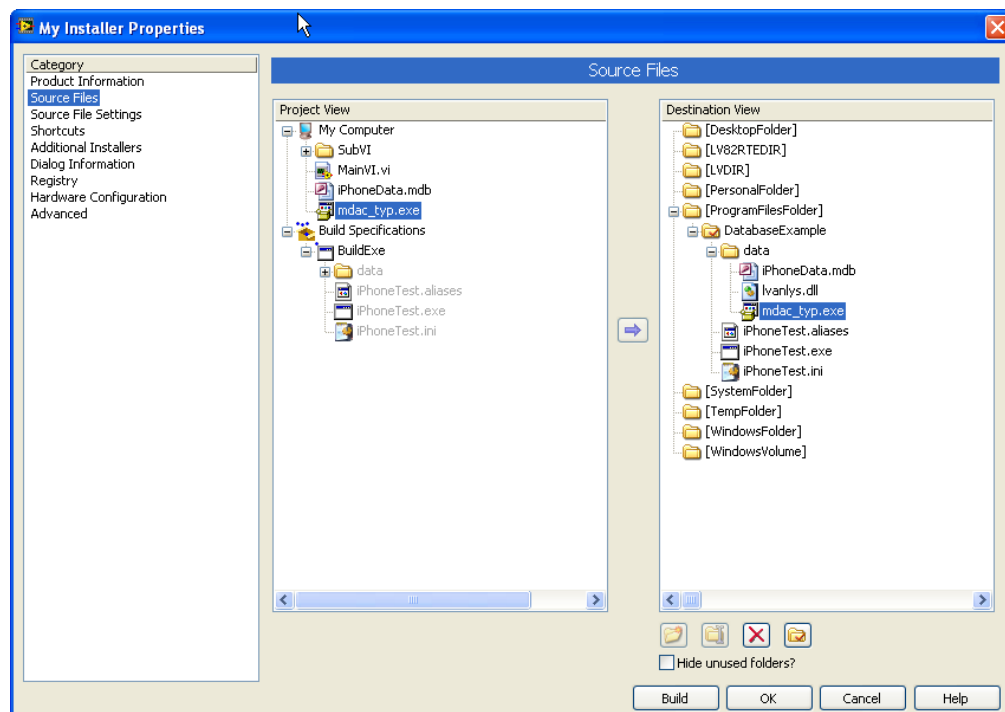 My Installer Properties
Category
Product Information
Source Files
Source File Settings
Shortcuts
Additional Installers
Dialog Information
Registry
Hardware Configuration
Advanced
Source Files
Project View
My Computer
SubVI
MainVI.vi
iPhoneData.mdb
mdac_typ.exe
Build Specifications
BuildExe
data
iPhoneTest.aliases
iPhoneTest.exe
iPhoneTest.ini
Destination View
[DesktopFolder]
[LV82RTEDIR]
[LVDIR]
[PersonalFolder]
[ProgramFilesFolder]
DatabaseExample
data
iPhoneData.mdb
lvanlys.dll
mdac_typ.exe
iPhoneTest.aliases
iPhoneTest.exe
iPhoneTest.ini
[SystemFolder]
[TempFolder]
[WindowsFolder]
[WindowsVolume]
Hide unused folders?
Build
OK
Cancel
Help